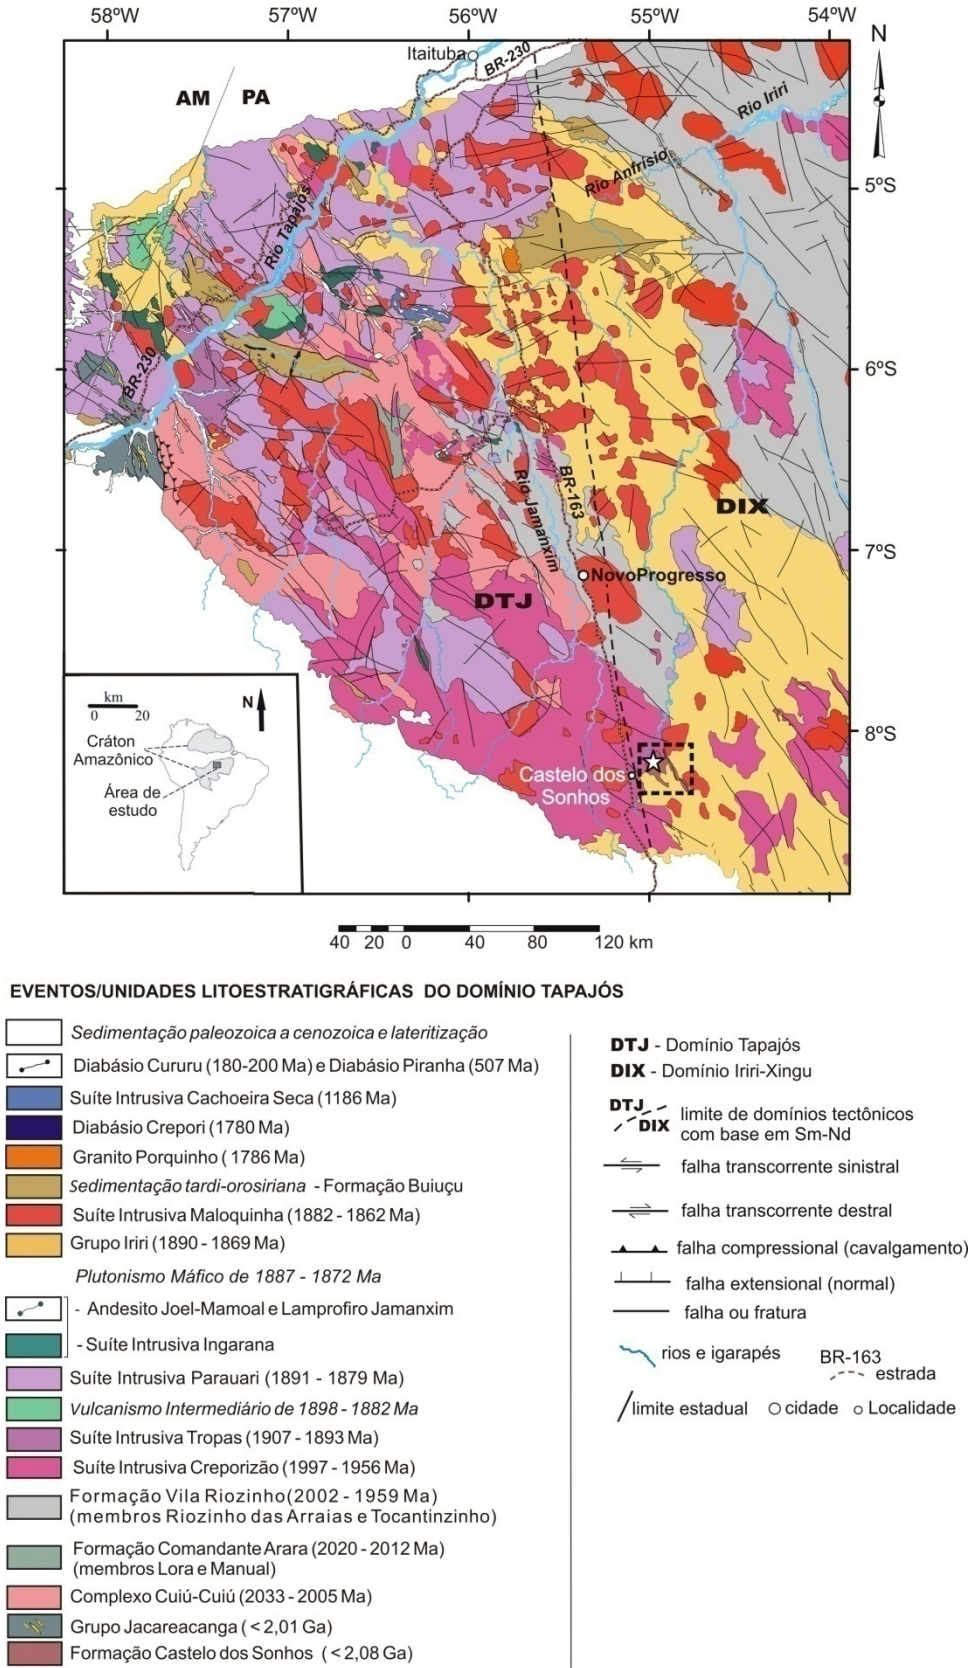 58ºW 57ºW 56ºW 55ºW 54ºW
N
Itaituba
BR-230
AM PA
Rio Iriri
Rio Anfrísio
5ºS
Rio Tapajós
BR-230
6ºS
BR-163
Rio Jamanxim
DIX
7ºS
NovoProgresso
DTJ
8ºS
Castelo dos
Sonhos
km
0 20
N
Cráton
Amazônico
Área de
estudo
40 20 0 40 80 120 km
EVENTOS/UNIDADES LITOESTRATIGRÁFICAS DO DOMÍNIO TAPAJÓS
Sedimentação paleozoica a cenozoica e lateritização
Diabásio Cururu (180-200 Ma) e Diabásio Piranha (507 Ma)
Suíte Intrusiva Cachoeira Seca (1186 Ma)
Diabásio Crepori (1780 Ma)
Granito Porquinho ( 1786 Ma)
Sedimentação tardi-orosiriana - Formação Buiuçu
Suíte Intrusiva Maloquinha (1882 - 1862 Ma)
Grupo Iriri (1890 - 1869 Ma)
Plutonismo Máfico de 1887 - 1872 Ma
- Andesito Joel-Mamoal e Lamprofiro Jamanxim
- Suíte Intrusiva Ingarana
Suíte Intrusiva Parauari (1891 - 1879 Ma)
Vulcanismo Intermediário de 1898 - 1882 Ma
Suíte Intrusiva Tropas (1907 - 1893 Ma)
Suíte Intrusiva Creporizão (1997 - 1956 Ma)
Formação Vila Riozinho (2002 - 1959 Ma)
(membros Riozinho das Arraias e Tocantinzinho)
Formação Comandante Arara (2020 - 2012 Ma)
(membros Lora e Manual)
Complexo Cuiú-Cuiú (2033 - 2005 Ma)
Grupo Jacareacanga ( < 2,01 Ga)
Formação Castelo dos Sonhos ( < 2,08 Ga)
DTJ - Domínio Tapajós
DIX - Domínio Iriri-Xingu
DTJ
DIX
limite de domínios tectônicos
com base em Sm-Nd
falha transcorrente sinistral
falha transcorrente destral
falha compressional (cavalgamento)
falha extensional (normal)
falha ou fratura
rios e igarapés
BR-163
estrada
limite estadual
cidade
Localidade